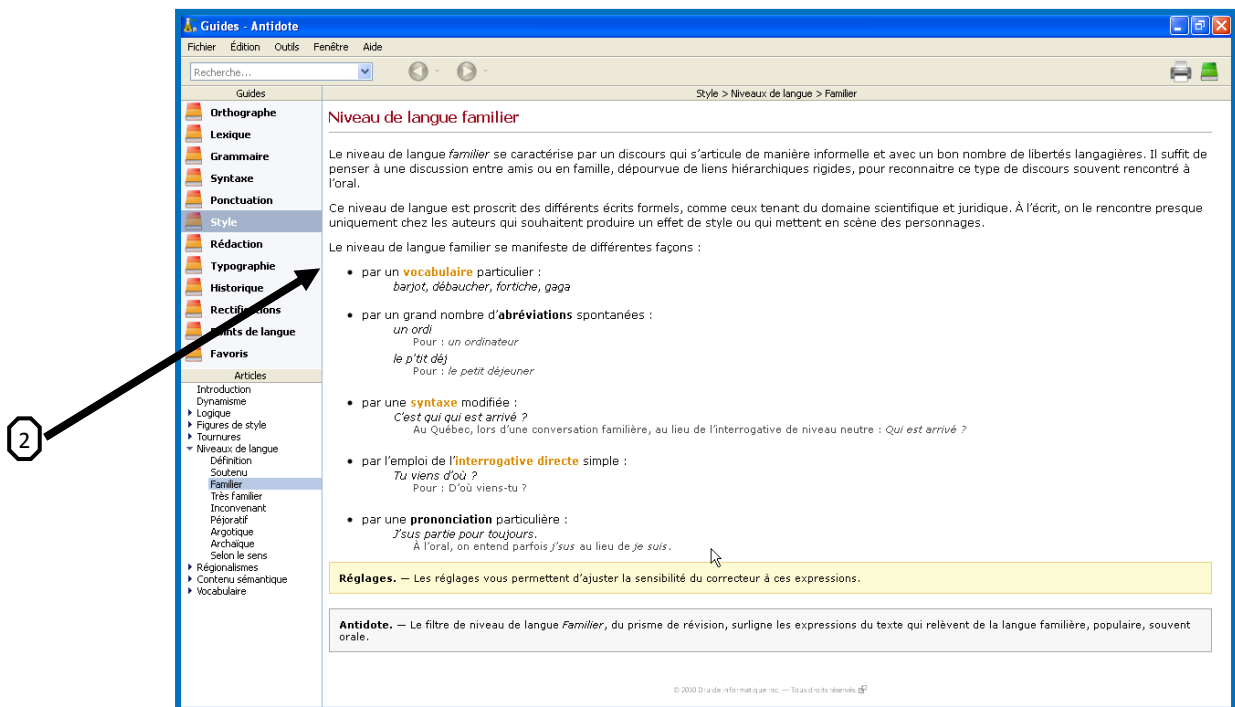 Guides - Antidote
Fichier Édition Outils Fenêtre Aide
Recherche...
Guides
Style > Niveaux de langue > Familier
Orthographe
Lexique
Grammaire
Syntaxe
Ponctuation
Style
Rédaction
Typographie
Historique
Rectifications
Points de langue
Favoris
Articles
Introduction
Dynamisme
Logique
Figures de style
Tournures
Niveaux de langue
Définition
Soutenu
Familier
Très familier
Inconvenant
Péjoratif
Argotique
Archaïque
Selon le sens
Régionalismes
Contenu sémantique
Vocabulaire
2
Niveau de langue familier
Le niveau de langue familier se caractérise par un discours qui s'articule de manière informelle et avec un bon nombre de libertés langagières. Il suffit de
penser à une discussion entre amis ou en famille, dépourvue de liens hiérarchiques rigides, pour reconnaitre ce type de discours souvent rencontré à
l'oral.
Ce niveau de langue est proscrit des différents écrits formels, comme ceux tenant du domaine scientifique et juridique. À l'écrit, on le rencontre presque
uniquement chez les auteurs qui souhaitent produire un effet de style ou qui mettent en scène des personnages.
Le niveau de langue familier se manifeste de différentes façons :
• par un vocabulaire particulier :
barjot, débaucher, fortiche, gaga
• par un grand nombre d'abréviations spontanées :
un ordi
Pour : un ordinateur
le p'tit déj
Pour : le petit déjeuner
• par une syntaxe modifiée :
C'est qui qui est arrivé ?
Au Québec, lors d'une conversation familière, au lieu de l'interrogative de niveau neutre : Qui est arrivé ?
• par l'emploi de l'interrogative directe simple :
Tu viens d'où ?
Pour : D'où viens-tu ?
• par une prononciation particulière :
J'sus partie pour toujours.
À l'oral, on entend parfois j'sus au lieu de je suis.
Réglages. — Les réglages vous permettent d'ajuster la sensibilité du correcteur à ces expressions.
Antidote. — Le filtre de niveau de langue Familier, du prisme de révision, surligne les expressions du texte qui relèvent de la langue familière, populaire, souvent
orale.
© 2010 Druide informatique inc. — Tous droits réservés.